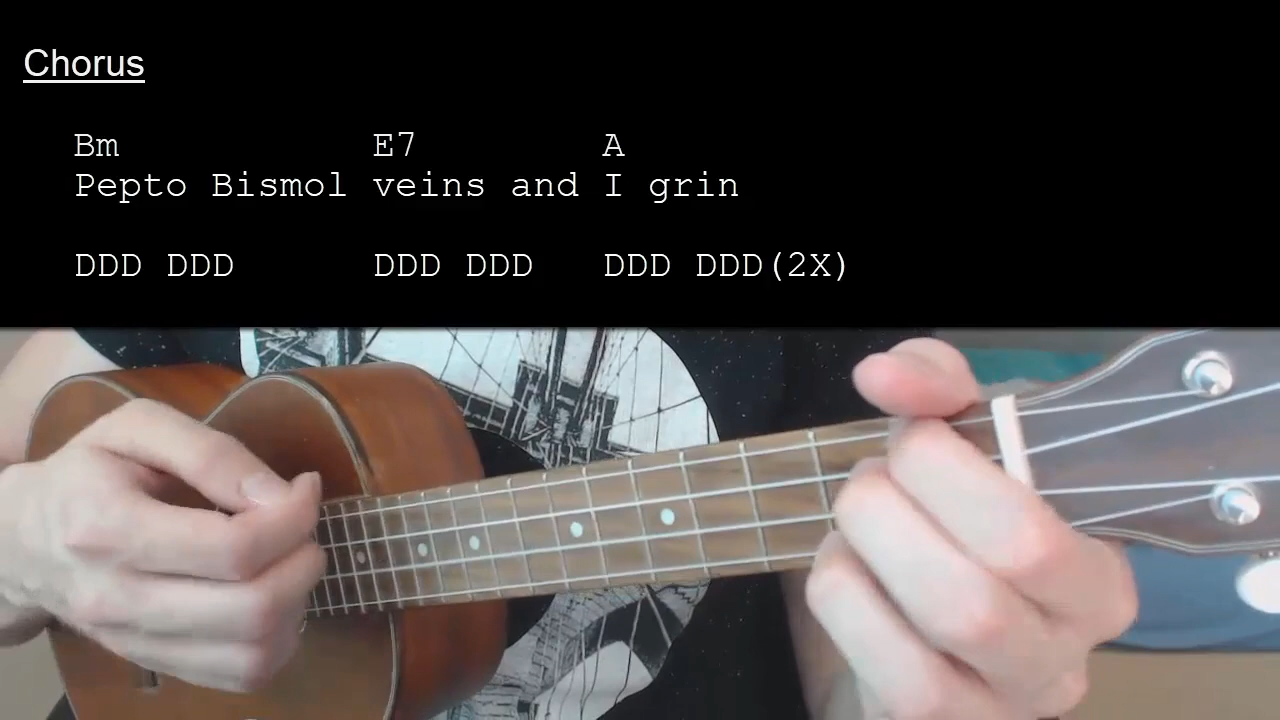 Chorus
Bm E7 A
Pepto Bismol veins and I grin
DDD DDD DDD DDD DDD DDD(2X)